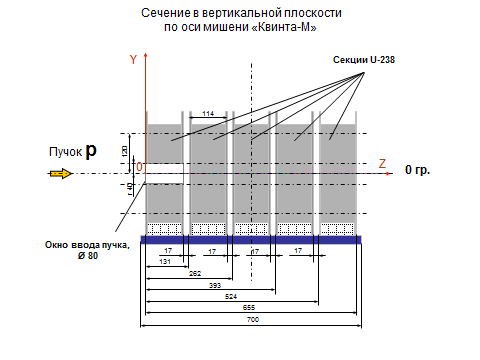 Сечение в вертикальной плоскости
по оси мишени «Квинта-М»
Y
Секции U-238
114
Пучок p
120
0
Z
0 гр.
r 40
Окно ввода пучка,
Ø 80
17 17 17 17
131
262
393
524
655
700